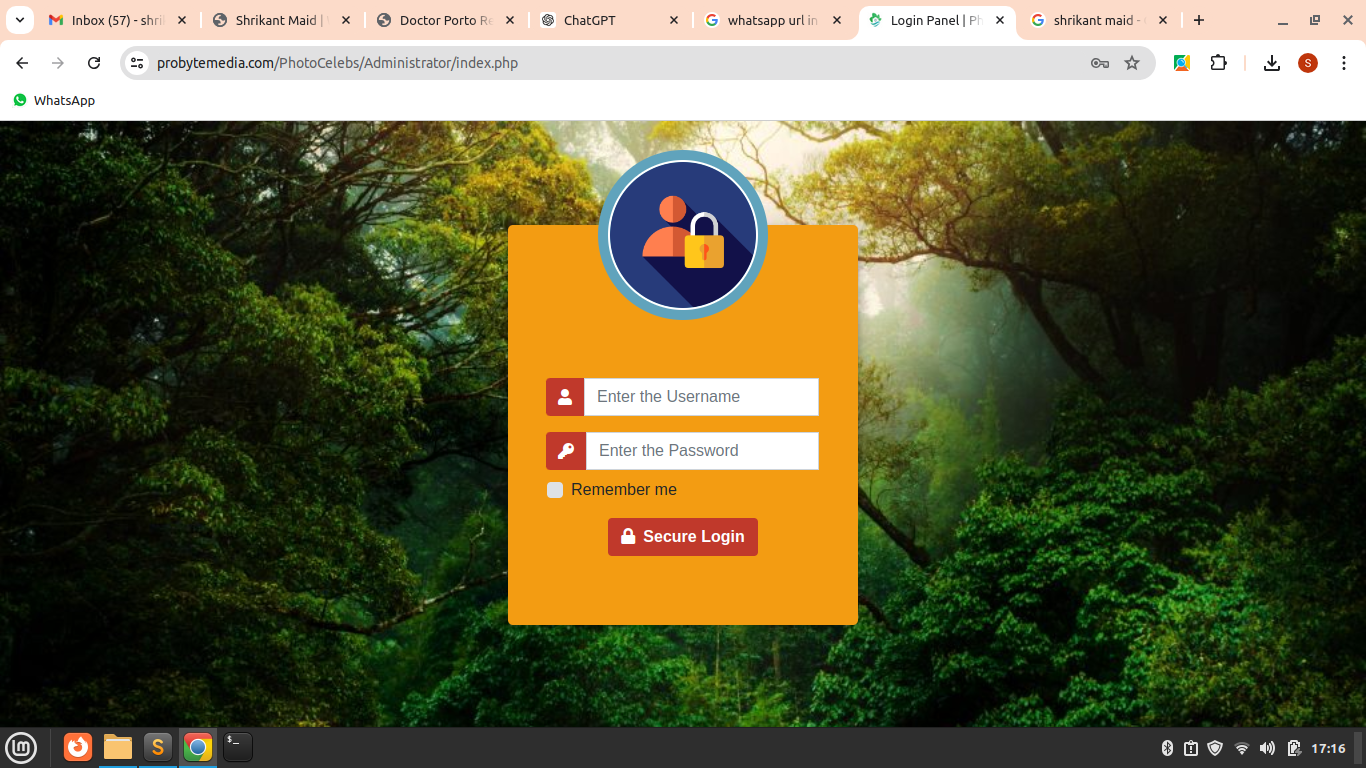 Inbox (57) - shri
Shrikant Maid |
Doctor Porto Re
ChatGPT
whatsapp url in
Login Panel | Ph
shrikant maid -
probytemedia.com/PhotoCelebs/Administrator/index.php
S
WhatsApp
Enter the Username
Enter the Password
Remember me
Secure Login
S
$_
17:16